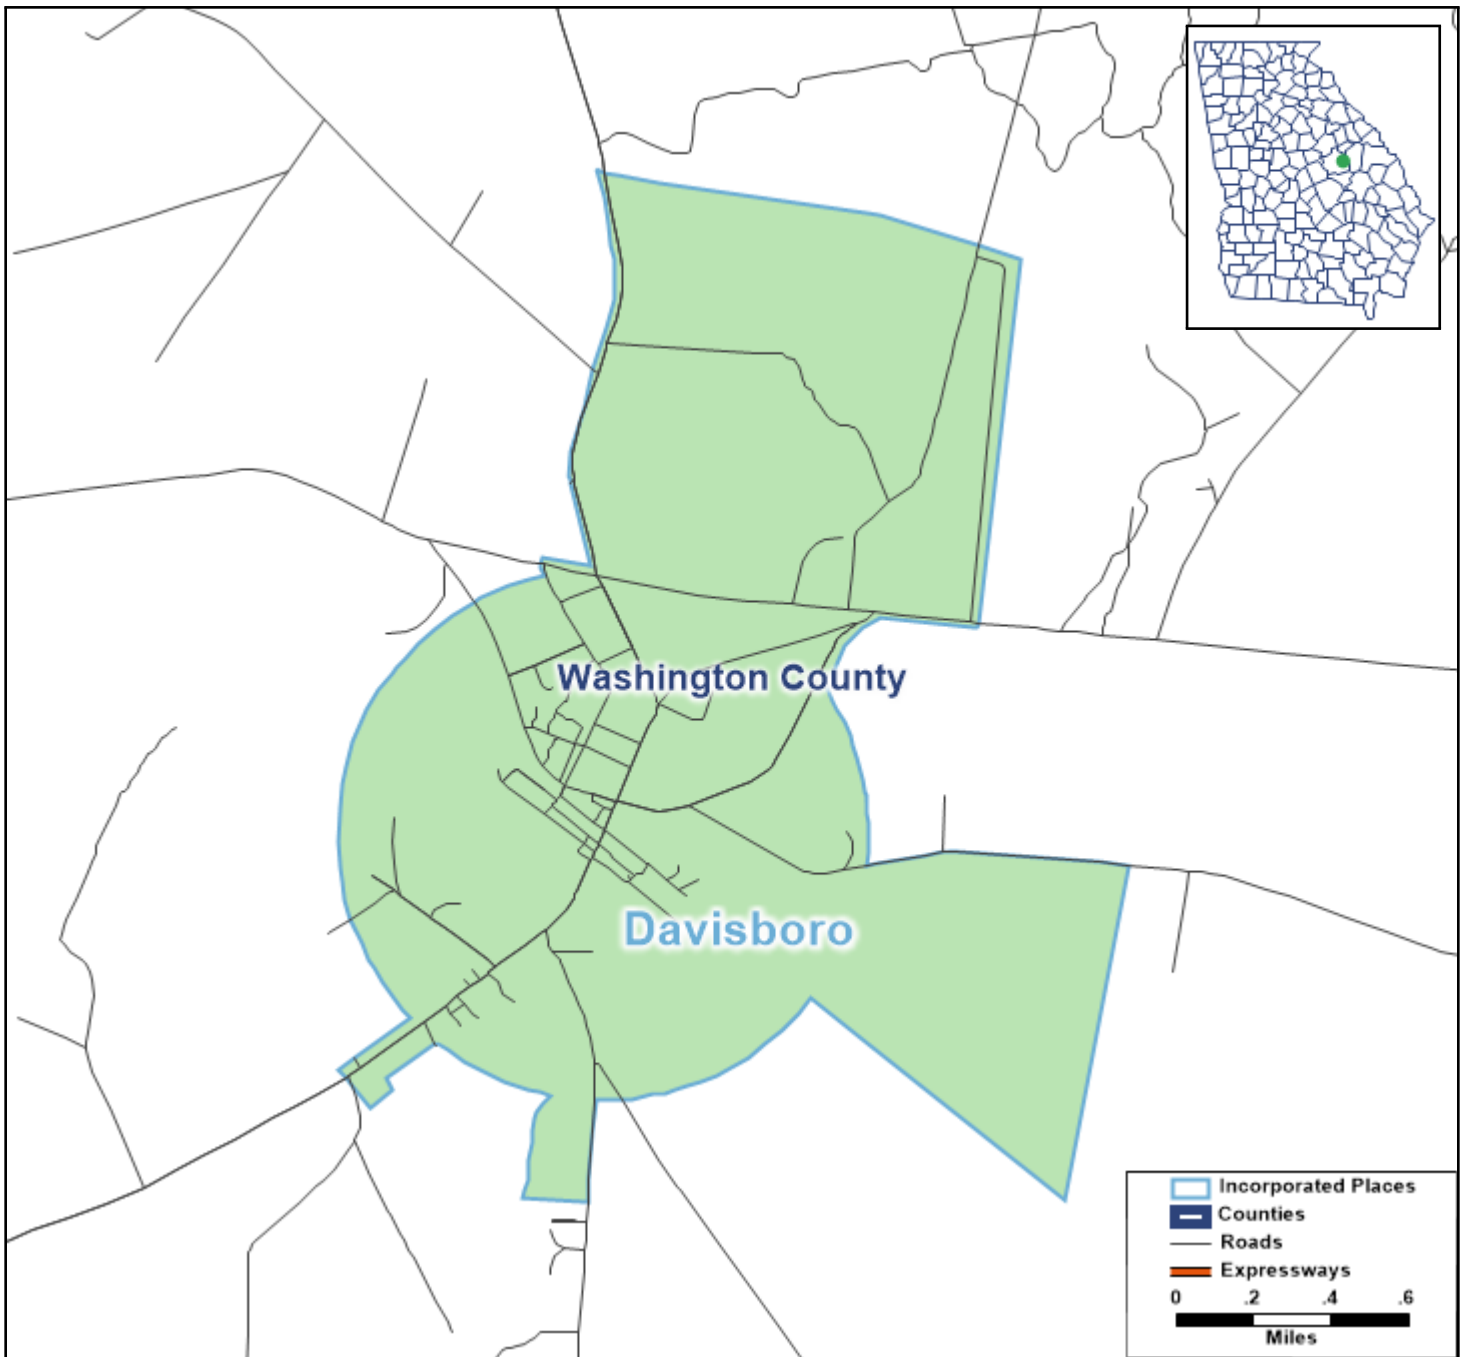 Washington County
Davisboro
Incorporated Places
Counties
Roads
Expressways
0 .2 .4 .6
Miles